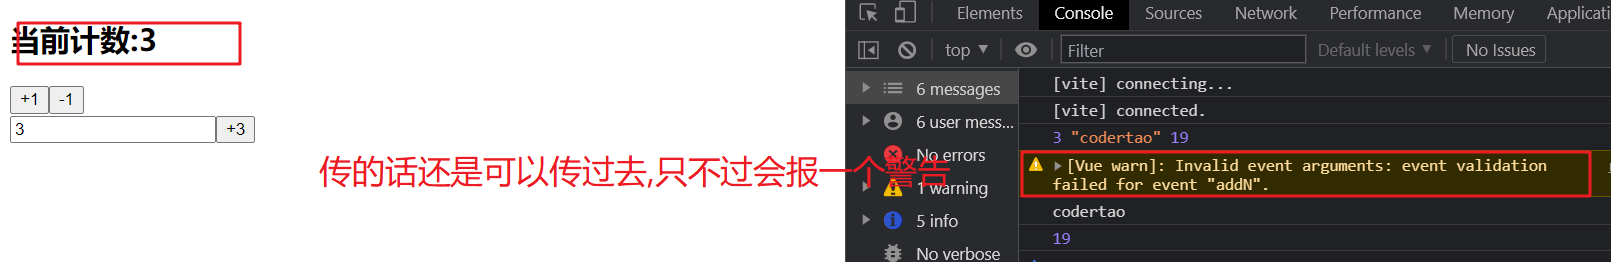 当前计数:3
+1 -1
3 +3
传的话还是可以传过去,只不过会报一个警告
Elements Console Sources Network Performance Memory
top Filter Default levels No Issues
6 messages
6 user mess...
No errors
1 warning
5 info
No verbose
[vite] connecting...
[vite] connected.
3 "codertao" 19
[Vue warn]: Invalid event arguments: event validation
failed for event "addN".
codertao
19